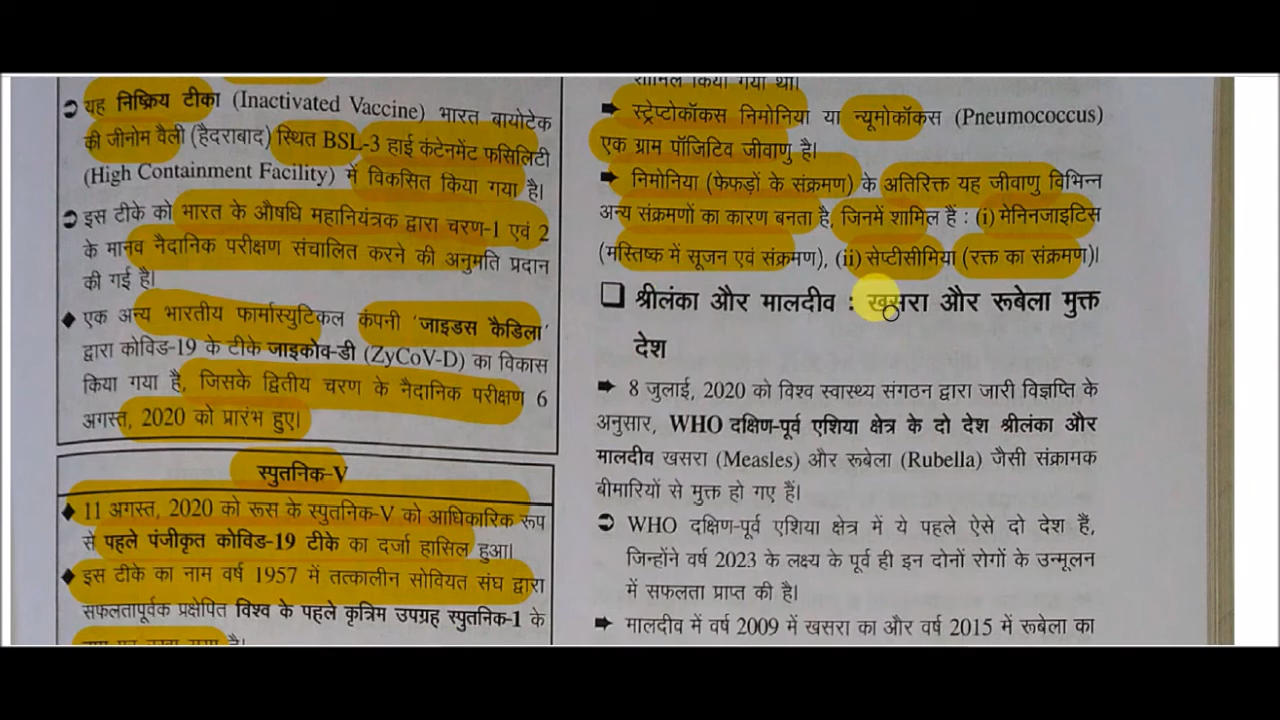 यह निष्क्रिय टीका (Inactivated Vaccine) भारत बायोटेक
की जीनोम वैली (हैदराबाद) स्थित BSL-3 हाई कंटेनमेंट फसिलिटी
(High Containment Facility) में विकसित किया गया है।
इस टीके को भारत के औषधि महानियंत्रक द्वारा चरण-1 एवं 2
के मानव नैदानिक परीक्षण संचालित करने की अनुमति प्रदान
की गई है।
एक अन्य भारतीय फार्मास्युटिकल कंपनी 'जाइडस कैडिला'
द्वारा कोविड-19 के टीके जाइकोव-डी (ZyCoV-D) का विकास
किया गया है, जिसके द्वितीय चरण के नैदानिक परीक्षण 6
अगस्त, 2020 को प्रारंभ हुए।
स्पुतनिक-V
11 अगस्त, 2020 को रूस के स्पुतनिक-V को आधिकारिक रूप
से पहले पंजीकृत कोविड-19 टीके का दर्जा हासिल हुआ।
इस टीके का नाम वर्ष 1957 में तत्कालीन सोवियत संघ द्वारा
सफलतापूर्वक प्रक्षेपित विश्व के पहले कृत्रिम उपग्रह स्पुतनिक-1 के
शामिल किया गया था।
स्ट्रेप्टोकॉकस निमोनिया या न्यूमोकॉकस (Pneumococcus)
एक ग्राम पॉजिटिव जीवाणु है।
निमोनिया (फेफड़ों के संक्रमण) के अतिरिक्त यह जीवाणु विभिन्न
अन्य संक्रमणों का कारण बनता है, जिनमें शामिल हैं : (i) मेनिनजाइटिस
(मस्तिष्क में सूजन एवं संक्रमण), (ii) सेप्टीसीमिया (रक्त का संक्रमण)।
श्रीलंका और मालदीव : खसरा और रूबेला मुक्त
देश
8 जुलाई, 2020 को विश्व स्वास्थ्य संगठन द्वारा जारी विज्ञप्ति के
अनुसार, WHO दक्षिण-पूर्व एशिया क्षेत्र के दो देश श्रीलंका और
मालदीव खसरा (Measles) और रूबेला (Rubella) जैसी संक्रामक
बीमारियों से मुक्त हो गए हैं।
WHO दक्षिण-पूर्व एशिया क्षेत्र में ये पहले ऐसे दो देश हैं,
जिन्होंने वर्ष 2023 के लक्ष्य के पूर्व ही इन दोनों रोगों के उन्मूलन
में सफलता प्राप्त की है।
मालदीव में वर्ष 2009 में खसरा का और वर्ष 2015 में रूबेला का